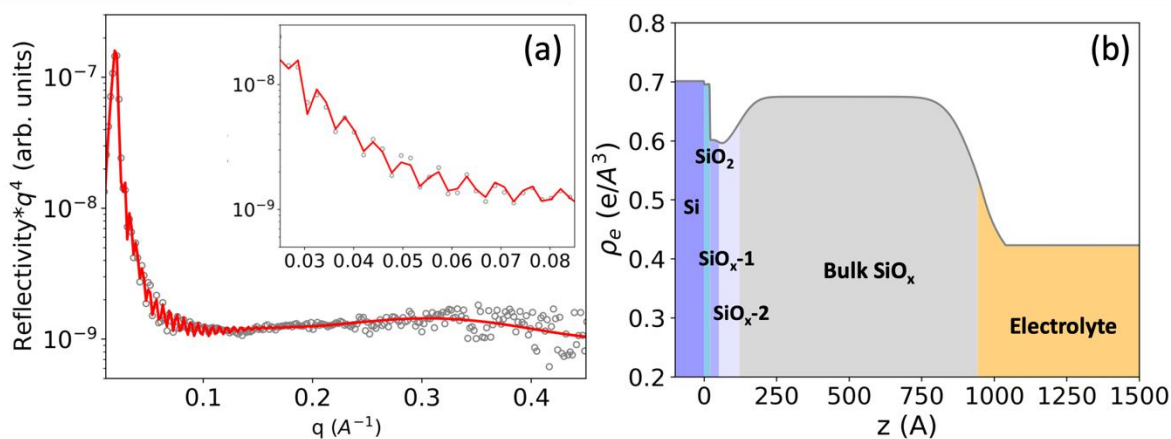 (a)
Reflectivity*q⁴ (arb. units)
10⁻⁷
10⁻⁸
10⁻⁹
0.1 0.2 0.3 0.4
q (A⁻¹)
10⁻⁸
10⁻⁹
0.03 0.04 0.05 0.06 0.07 0.08
(b)
ρₑ (e/A³)
0.8
0.7
0.6
0.5
0.4
0.3
0.2
SiO₂
Si
SiOₓ-1
SiOₓ-2
Bulk SiOₓ
Electrolyte
0 250 500 750 1000 1250 1500
z (A)